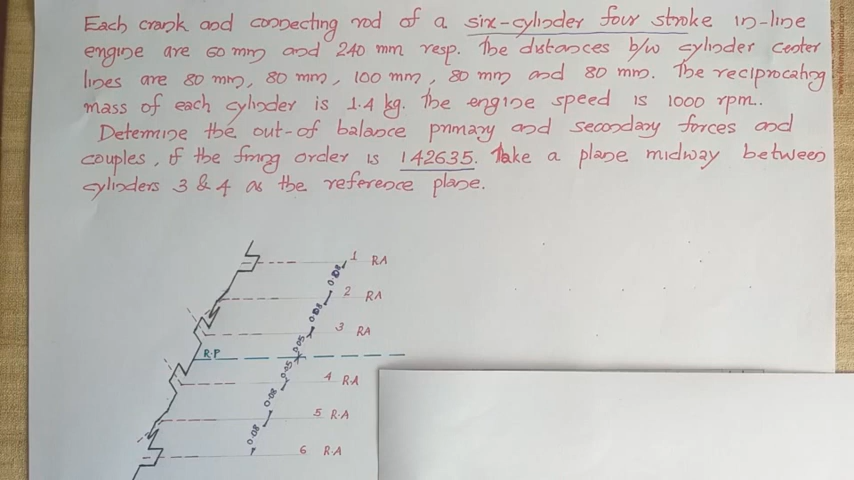 Each crank and connecting rod of a six-cylinder four stroke in-line
engine are 60 mm and 240 mm resp. The distances b/w cylinder center
lines are 80 mm, 80 mm, 100 mm, 80 mm and 80 mm. The reciprocating
mass of each cylinder is 1.4 kg. The engine speed is 1000 rpm.
Determine the out-of balance primary and secondary forces and
couples, if the firing order is 142635. Take a plane midway between
cylinders 3 & 4 as the reference plane.
1 RA
0.08
2 RA
0.08
3 RA
0.05
R.P
0.05
4 RA
0.08
5 R.A
0.08
6 R.A